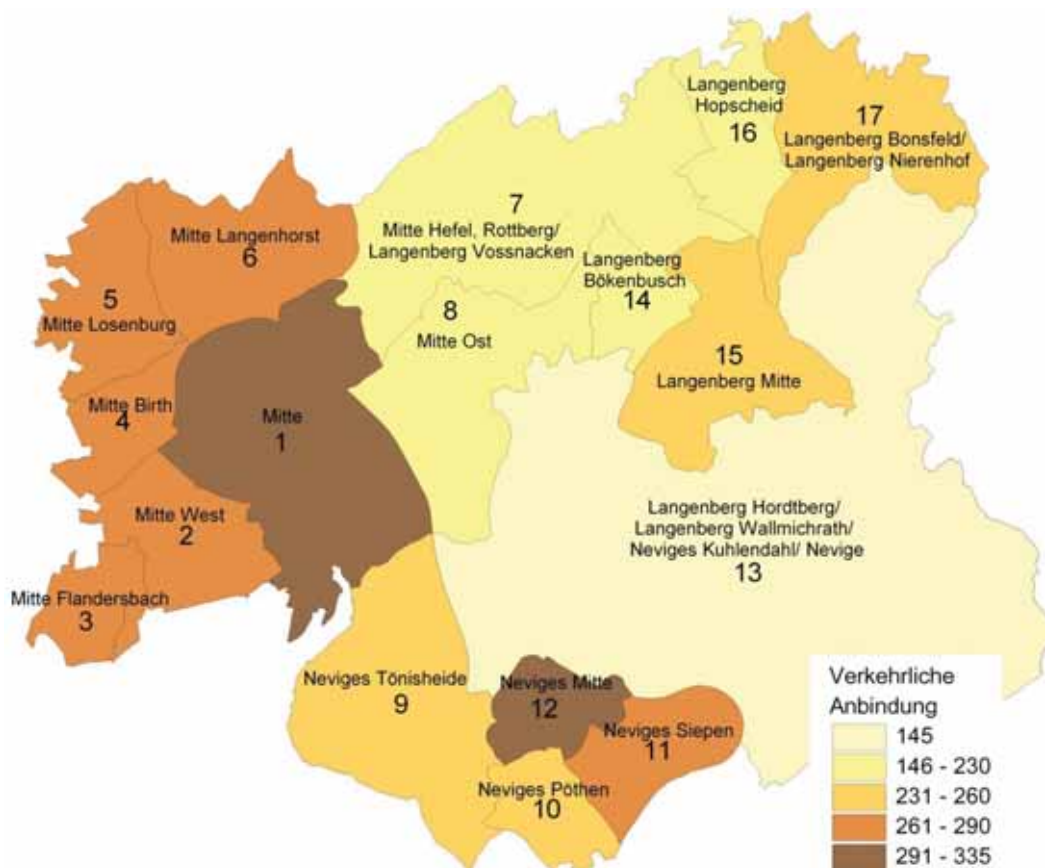 Langenberg
Hopscheid
16
17
Langenberg Bonsfeld/
Langenberg Nierenhof
7
Mitte Hefel, Rottberg/
Langenberg Vossnacken
Mitte Langenhorst
6
Langenberg
Bökenbusch
14
5
Mitte Losenburg
8
Mitte Ost
15
Langenberg Mitte
Mitte Birth
4
Mitte
1
Mitte West
2
Langenberg Hordtberg/
Langenberg Wallmichrath/
Neviges Kuhlendahl/ Nevige
13
Mitte Flandersbach
3
Neviges Tönisheide
9
Neviges Mitte
12
Neviges Siepen
11
Neviges Pöthen
10
Verkehrliche
Anbindung
145
146 - 230
231 - 260
261 - 290
291 - 335